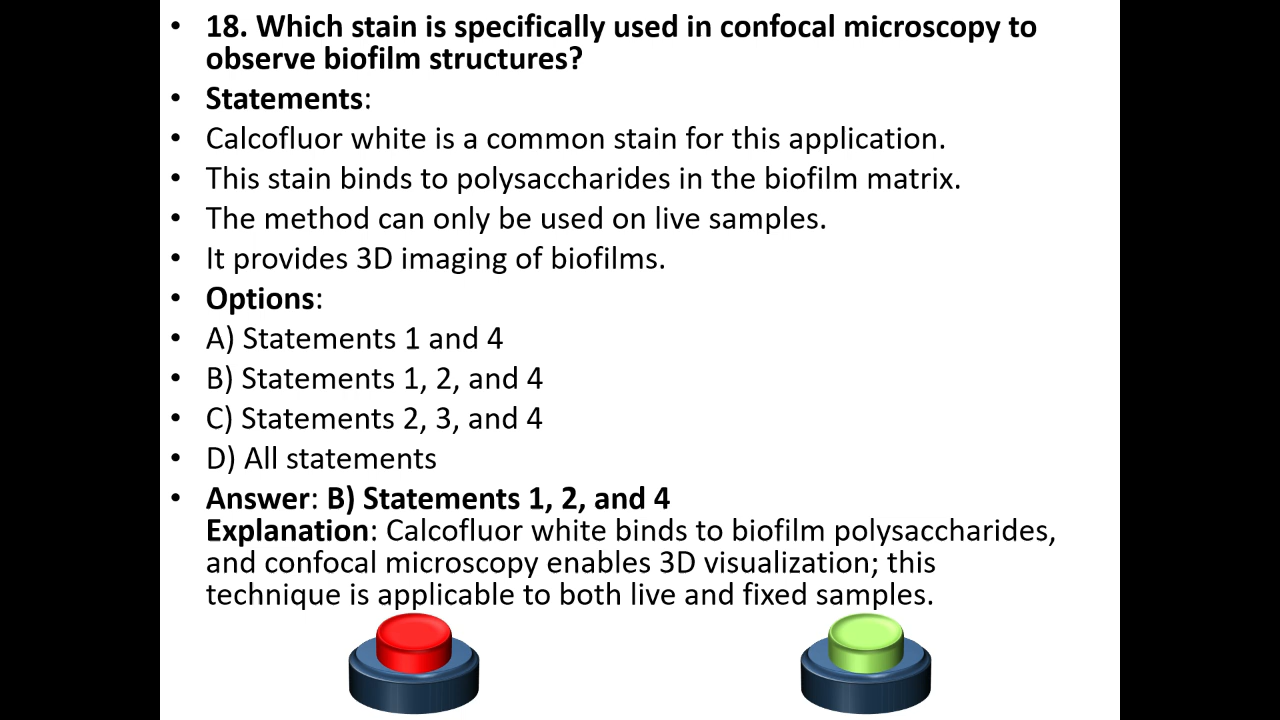 • 18. Which stain is specifically used in confocal microscopy to
observe biofilm structures?
• Statements:
• Calcofluor white is a common stain for this application.
• This stain binds to polysaccharides in the biofilm matrix.
• The method can only be used on live samples.
• It provides 3D imaging of biofilms.
• Options:
• A) Statements 1 and 4
• B) Statements 1, 2, and 4
• C) Statements 2, 3, and 4
• D) All statements
• Answer: B) Statements 1, 2, and 4
Explanation: Calcofluor white binds to biofilm polysaccharides,
and confocal microscopy enables 3D visualization; this
technique is applicable to both live and fixed samples.